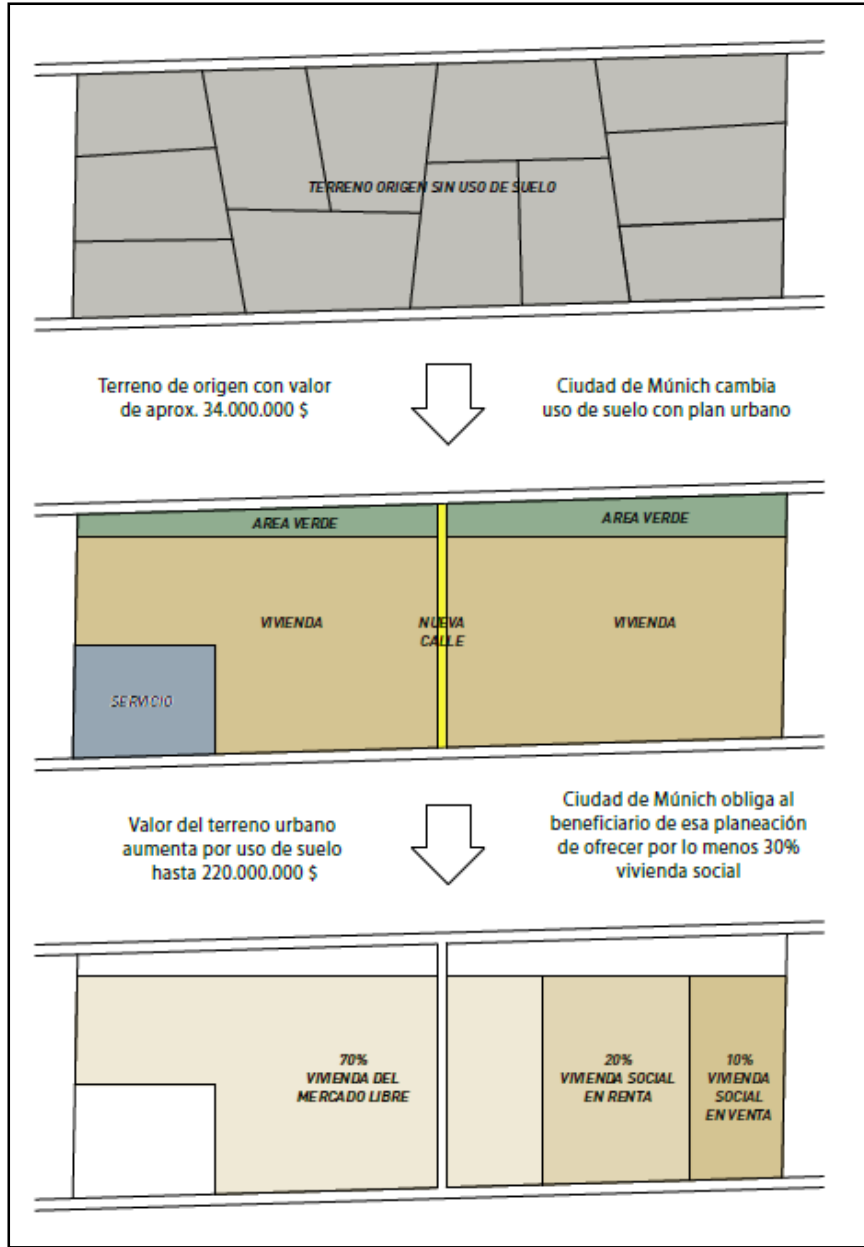 TERRENO ORIGEN SIN USO DE SUELO
Terreno de origen con valor
de aprox. 34.000.000 $
Ciudad de Múnich cambia
uso de suelo con plan urbano
AREA VERDE
AREA VERDE
VIVIENDA
NUEVA
CALLE
VIVIENDA
SERVICIO
Valor del terreno urbano
aumenta por uso de suelo
hasta 220.000.000 $
Ciudad de Múnich obliga al
beneficiario de esa planeación
de ofrecer por lo menos 30%
vivienda social
70%
VIVIENDA DEL
MERCADO LIBRE
20%
VIVIENDA SOCIAL
EN RENTA
10%
VIVIENDA
SOCIAL
EN VENTA